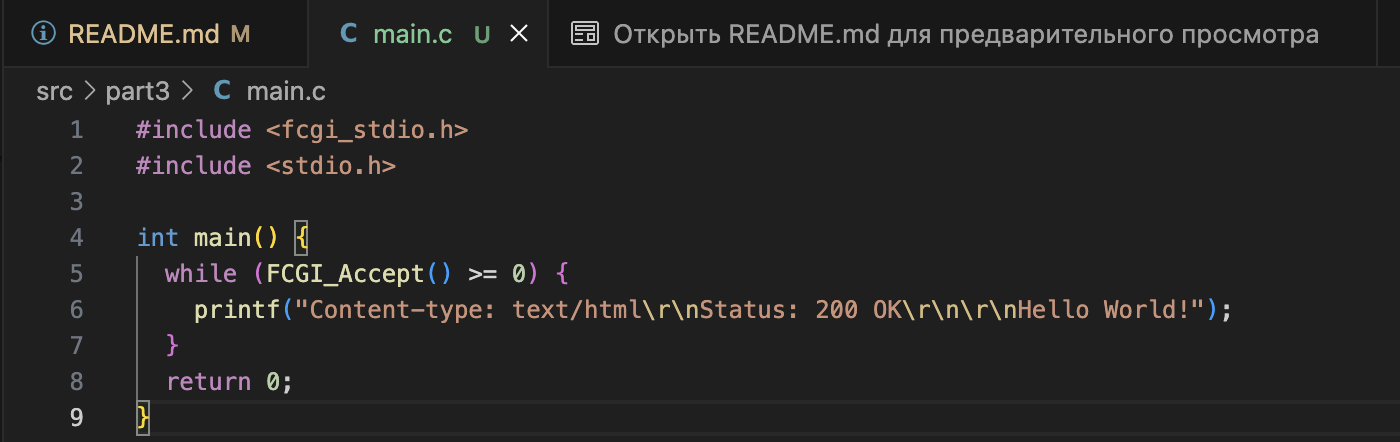 README.md M C main.c U × Открыть README.md для предварительного просмотра
src > part3 > C main.c
1 #include <fcgi_stdio.h>
2 #include <stdio.h>
3
4 int main() {
5   while (FCGI_Accept() >= 0) {
6     printf("Content-type: text/html\r\nStatus: 200 OK\r\n\r\nHello World!");
7   }
8   return 0;
9 }